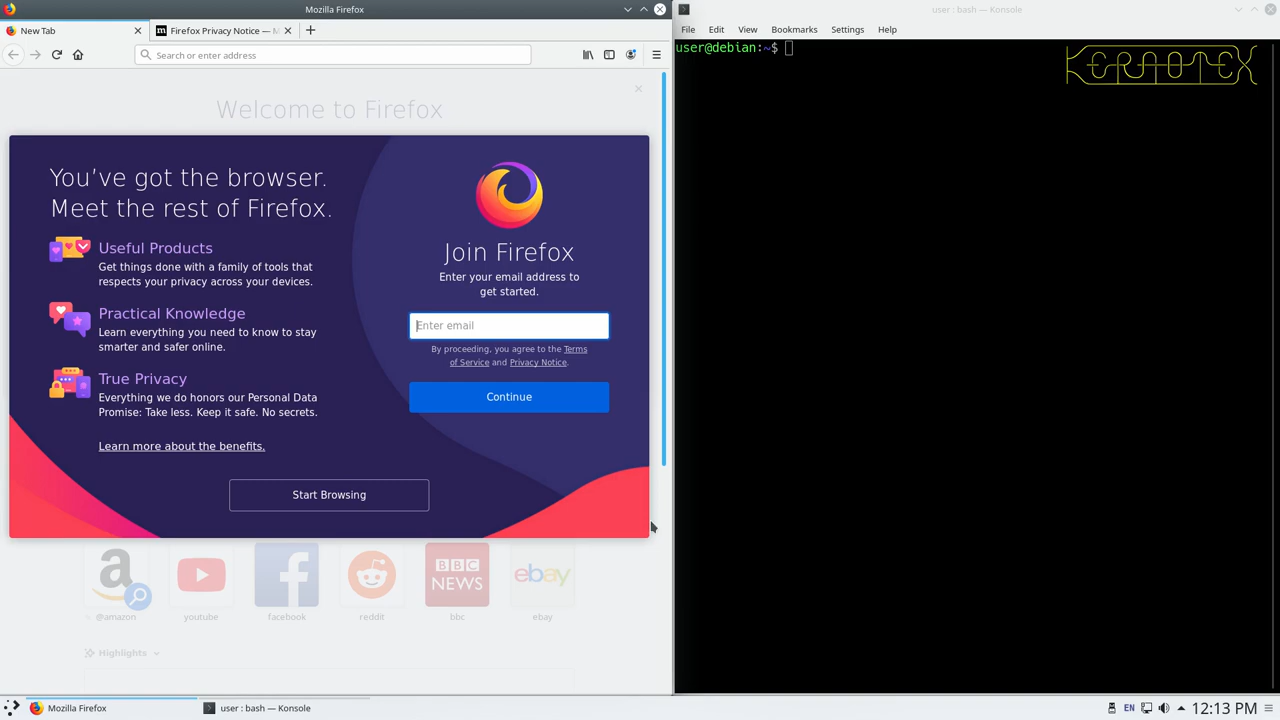 Mozilla Firefox
New Tab
Firefox Privacy Notice — M
Search or enter address
Welcome to Firefox
You've got the browser.
Meet the rest of Firefox.
Useful Products
Get things done with a family of tools that
respects your privacy across your devices.
Practical Knowledge
Learn everything you need to know to stay
smarter and safer online.
True Privacy
Everything we do honors our Personal Data
Promise: Take less. Keep it safe. No secrets.
Learn more about the benefits.
Join Firefox
Enter your email address to
get started.
Enter email
By proceeding, you agree to the Terms
of Service and Privacy Notice.
Continue
Start Browsing
BBC
NEWS
ebay
@amazon
youtube
facebook
reddit
bbc
ebay
Highlights
user : bash — Konsole
File Edit View Bookmarks Settings Help
user@debian:~$
Mozilla Firefox
user : bash — Konsole
EN
12:13 PM